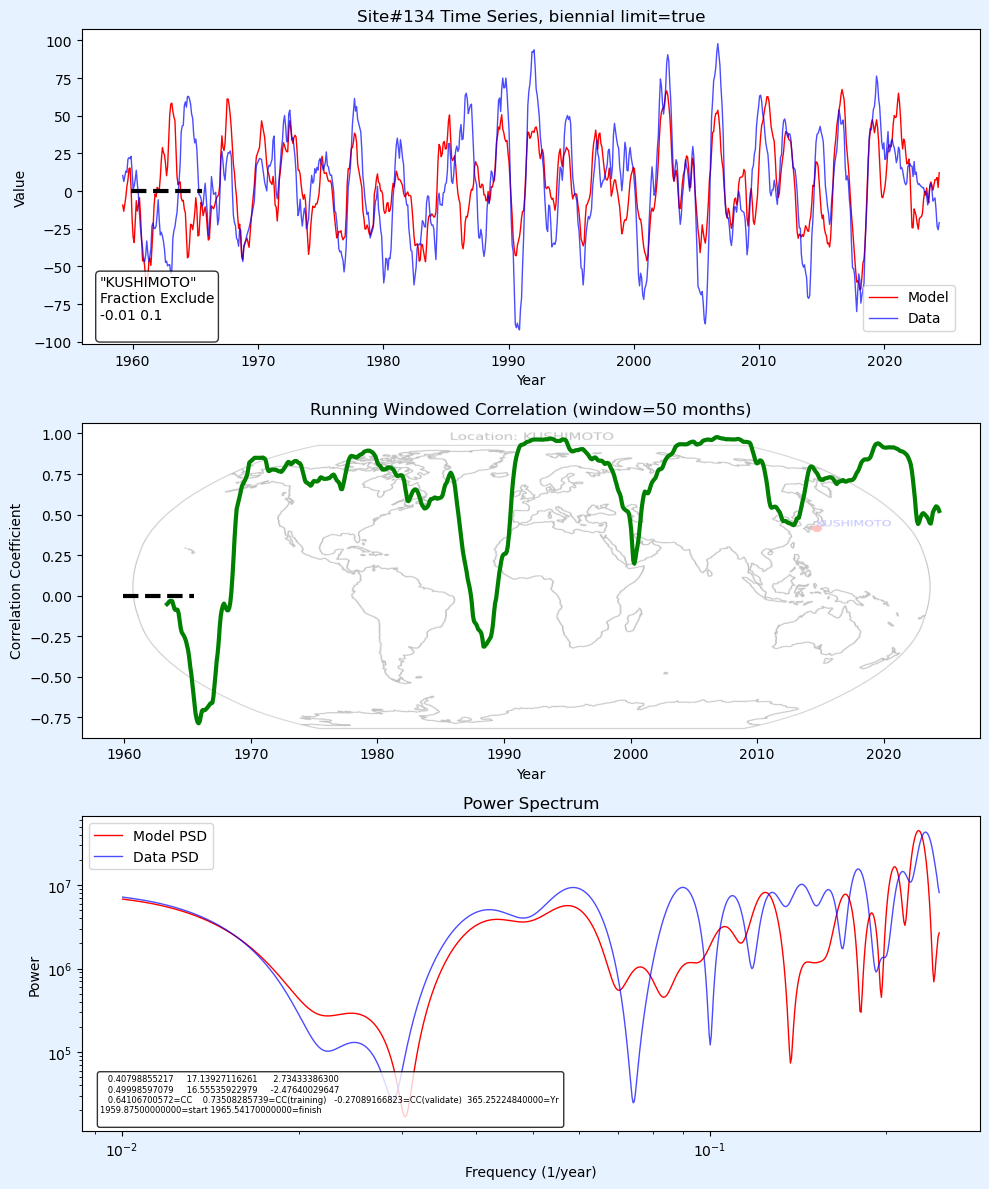 Site#134 Time Series, biennial limit=true
Value
100
75
50
25
0
−25
−50
−75
−100
"KUSHIMOTO"
Fraction Exclude
-0.01 0.1
Model
Data
1960 1970 1980 1990 2000 2010 2020
Year
Running Windowed Correlation (window=50 months)
Location: KUSHIMOTO
KUSHIMOTO
Correlation Coefficient
1.00
0.75
0.50
0.25
0.00
−0.25
−0.50
−0.75
1960 1970 1980 1990 2000 2010 2020
Year
Power Spectrum
Model PSD
Data PSD
Power
10^7
10^6
10^5
0.40798855217 17.13927116261 2.73433386300
0.49998597079 16.55535922979 -2.47640029647
0.64106700572=CC 0.73508285739=CC(training) -0.27089166823=CC(validate) 365.25224840000=Yr
1959.87500000000=start 1965.54170000000=finish
10^−2 10^−1
Frequency (1/year)